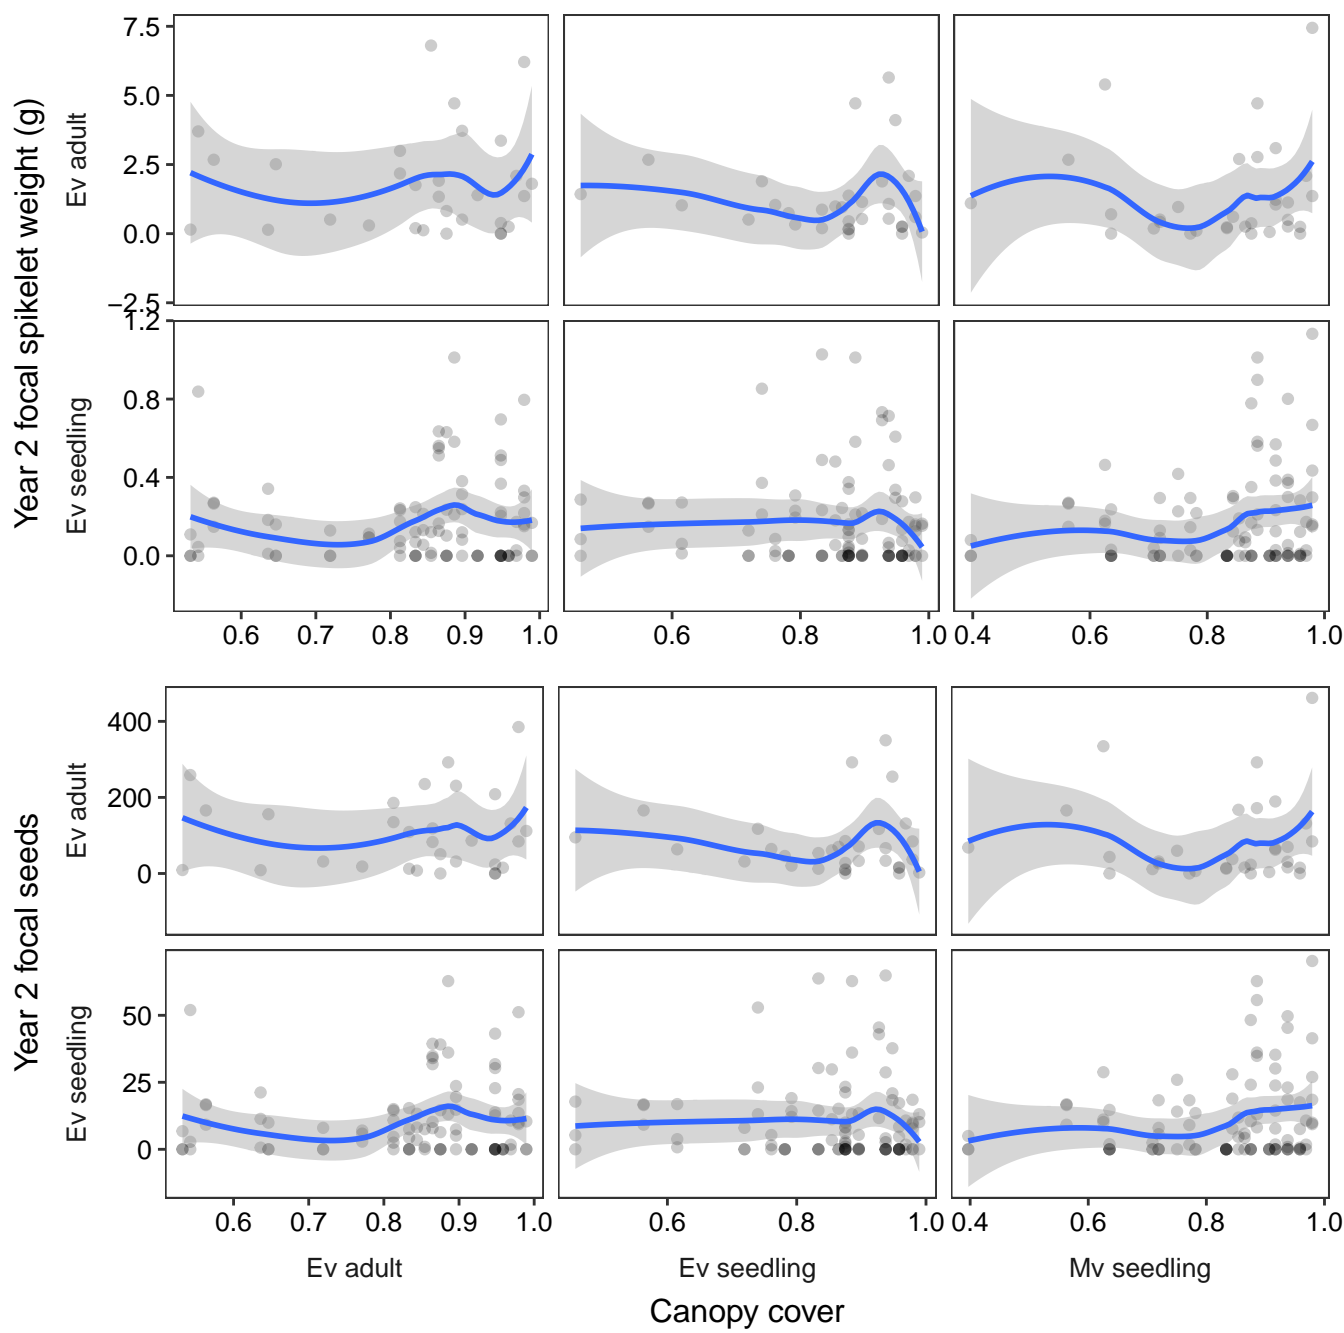 Year 2 focal spikelet weight (g)
Ev adult
7.5
5.0
2.5
0.0
−2.5
Ev seedling
1.2
0.8
0.4
0.0
0.6 0.7 0.8 0.9 1.0
0.6 0.8 1.0
0.4 0.6 0.8 1.0
Year 2 focal seeds
Ev adult
400
200
0
Ev seedling
50
25
0
0.6 0.7 0.8 0.9 1.0
0.6 0.8 1.0
0.4 0.6 0.8 1.0
Ev adult
Ev seedling
Mv seedling
Canopy cover